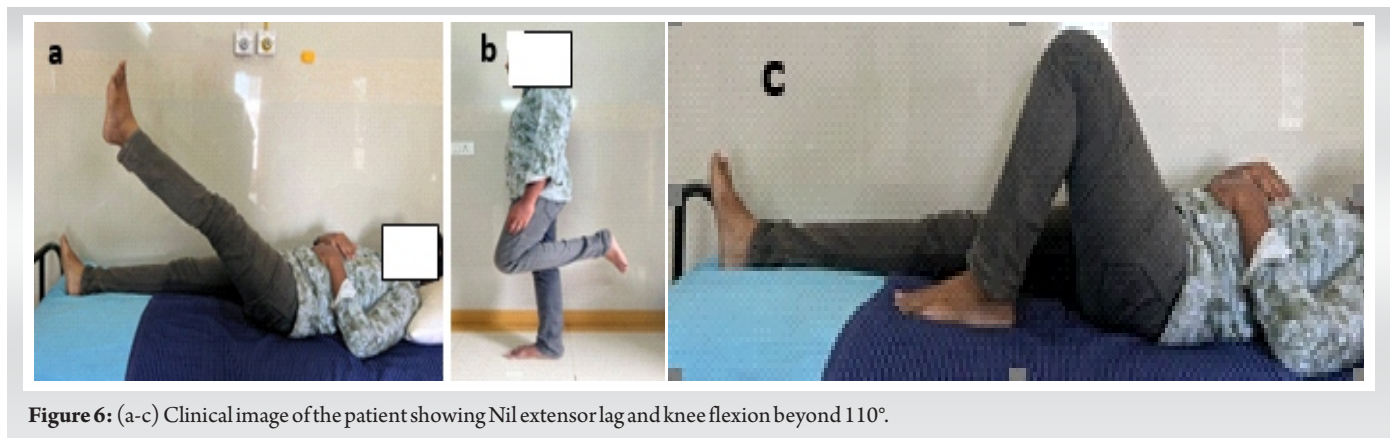 a
b
C
Figure 6: (a-c) Clinical image of the patient showing Nil extensor lag and knee flexion beyond 110°.